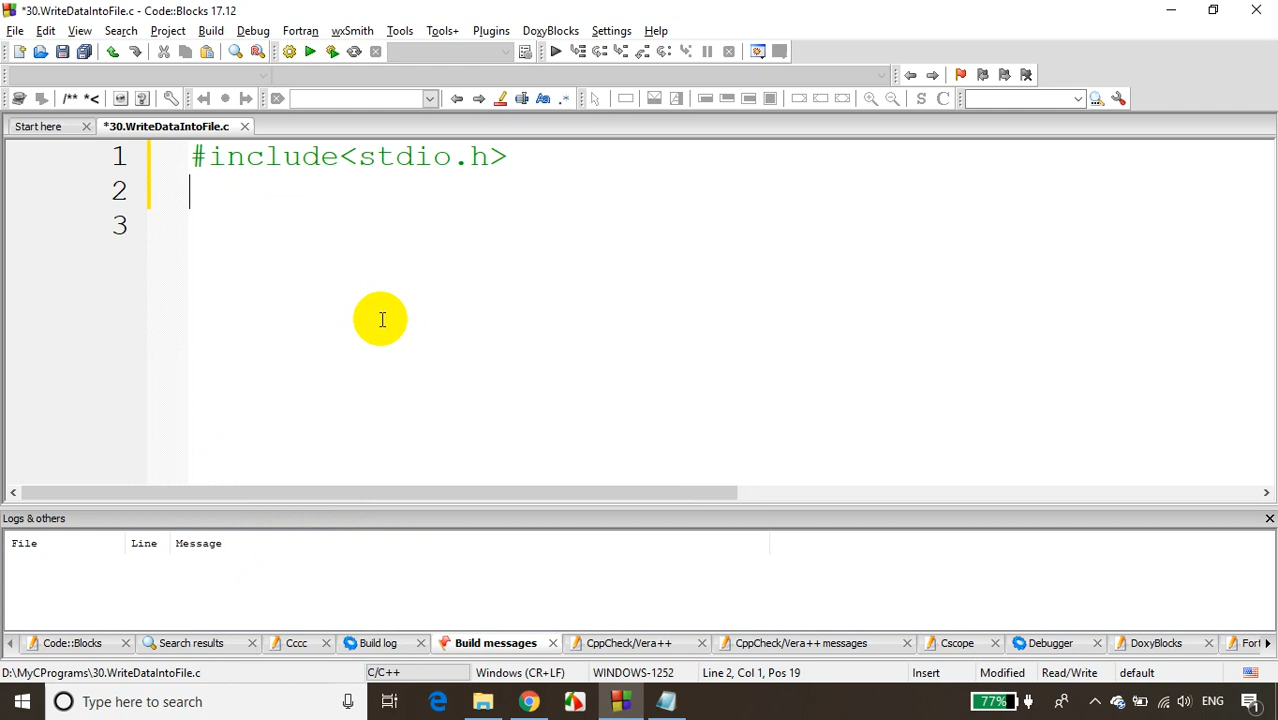 *30.WriteDataIntoFile.c - Code::Blocks 17.12
File Edit View Search Project Build Debug Fortran wxSmith Tools Tools+ Plugins DoxyBlocks Settings Help
/** *<
S C
Start here *30.WriteDataIntoFile.c
1 #include<stdio.h>
2
3
Logs & others
File Line Message
Code::Blocks Search results Cccc Build log Build messages CppCheck/Vera++ CppCheck/Vera++ messages Cscope Debugger DoxyBlocks Fort
D:\MyCPrograms\30.WriteDataIntoFile.c C/C++ Windows (CR+LF) WINDOWS-1252 Line 2, Col 1, Pos 19 Insert Modified Read/Write default
Type here to search 77% ENG 1